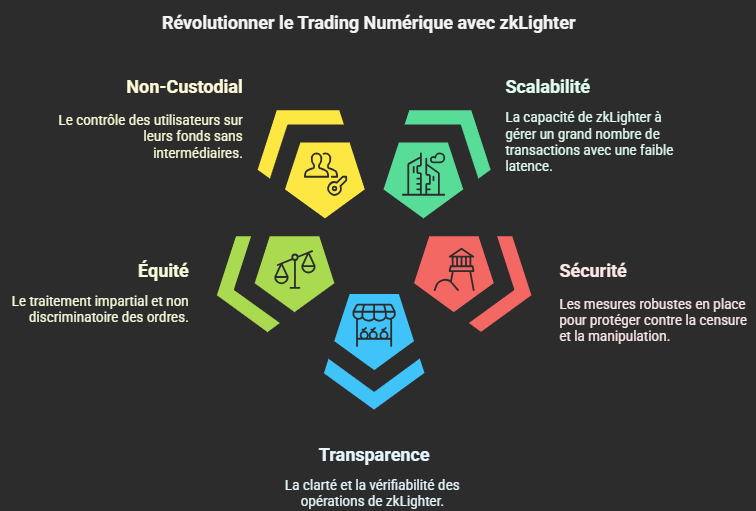 Révolutionner le Trading Numérique avec zkLighter
Non-Custodial
Le contrôle des utilisateurs sur
leurs fonds sans
intermédiaires.
Scalabilité
La capacité de zkLighter à
gérer un grand nombre de
transactions avec une faible
latence.
Équité
Le traitement impartial et non
discriminatoire des ordres.
Sécurité
Les mesures robustes en place
pour protéger contre la censure
et la manipulation.
Transparence
La clarté et la vérifiabilité des
opérations de zkLighter.